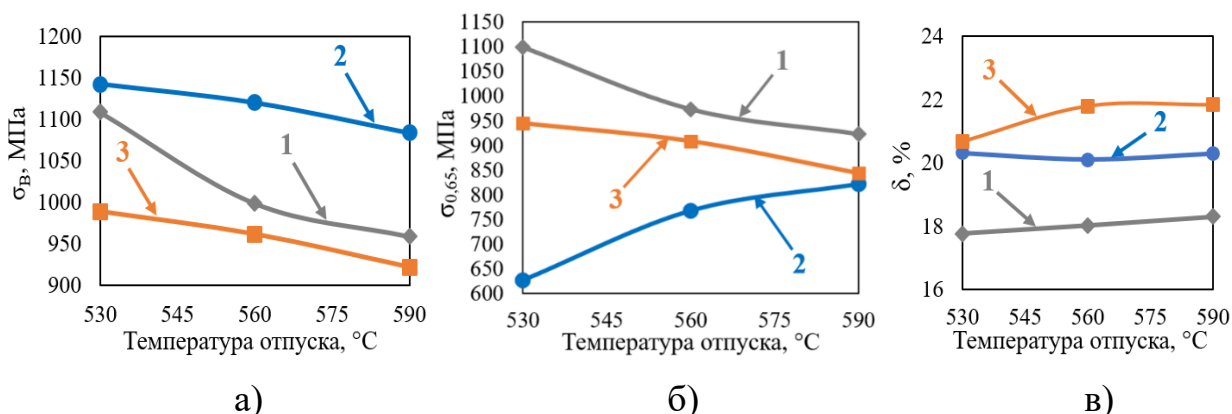 σВ, МПа
1200
1150
1100
1050
1000
950
900
2
1
3
530 545 560 575 590
Температура отпуска, °С
а)
σ0,65, МПа
1150
1100
1050
1000
950
900
850
800
750
700
650
600
1
3
2
530 545 560 575 590
Температура отпуска, °С
б)
δ, %
24
22
20
18
16
3
2
1
530 545 560 575 590
Температура отпуска, °С
в)